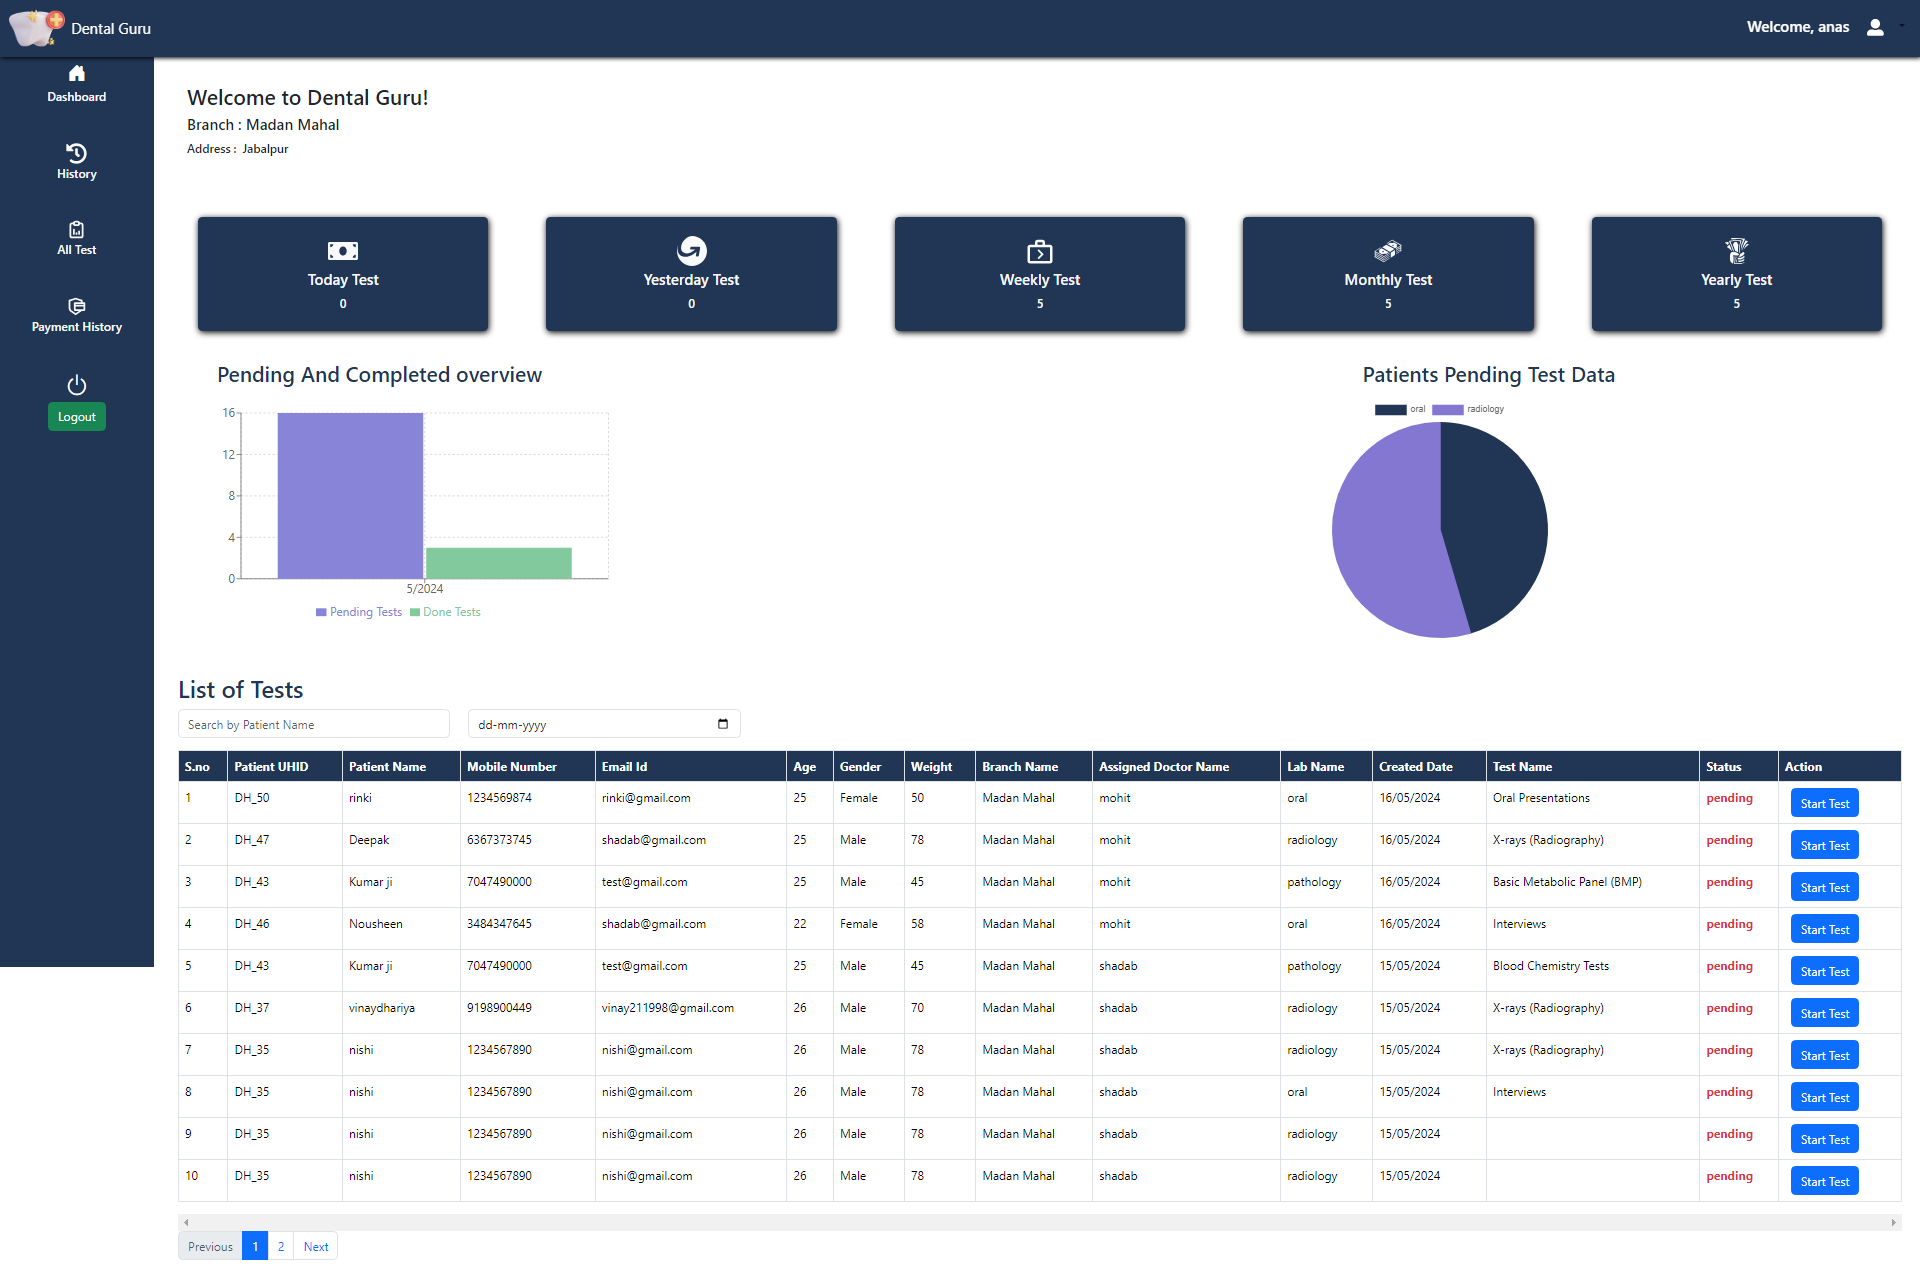 Dental Guru
Welcome, anas
Dashboard
History
All Test
Payment History
Logout
Welcome to Dental Guru!
Branch : Madan Mahal
Address : Jabalpur
Today Test
0
Yesterday Test
0
Weekly Test
5
Monthly Test
5
Yearly Test
5
Pending And Completed overview
16
12
8
4
0
5/2024
Pending Tests Done Tests
Patients Pending Test Data
oral radiology
List of Tests
Search by Patient Name
dd-mm-yyyy
S.no Patient UHID Patient Name Mobile Number Email Id Age Gender Weight Branch Name Assigned Doctor Name Lab Name Created Date Test Name Status Action
1 DH_50 rinki 1234569874 rinki@gmail.com 25 Female 50 Madan Mahal mohit oral 16/05/2024 Oral Presentations pending Start Test
2 DH_47 Deepak 6367373745 shadab@gmail.com 25 Male 78 Madan Mahal mohit radiology 16/05/2024 X-rays (Radiography) pending Start Test
3 DH_43 Kumar ji 7047490000 test@gmail.com 25 Male 45 Madan Mahal mohit pathology 16/05/2024 Basic Metabolic Panel (BMP) pending Start Test
4 DH_46 Nousheen 3484347645 shadab@gmail.com 22 Female 58 Madan Mahal mohit oral 16/05/2024 Interviews pending Start Test
5 DH_43 Kumar ji 7047490000 test@gmail.com 25 Male 45 Madan Mahal shadab pathology 15/05/2024 Blood Chemistry Tests pending Start Test
6 DH_37 vinaydhariya 9198900449 vinay211998@gmail.com 26 Male 70 Madan Mahal shadab radiology 15/05/2024 X-rays (Radiography) pending Start Test
7 DH_35 nishi 1234567890 nishi@gmail.com 26 Male 78 Madan Mahal shadab radiology 15/05/2024 X-rays (Radiography) pending Start Test
8 DH_35 nishi 1234567890 nishi@gmail.com 26 Male 78 Madan Mahal shadab oral 15/05/2024 Interviews pending Start Test
9 DH_35 nishi 1234567890 nishi@gmail.com 26 Male 78 Madan Mahal shadab radiology 15/05/2024 pending Start Test
10 DH_35 nishi 1234567890 nishi@gmail.com 26 Male 78 Madan Mahal shadab radiology 15/05/2024 pending Start Test
Previous 1 2 Next